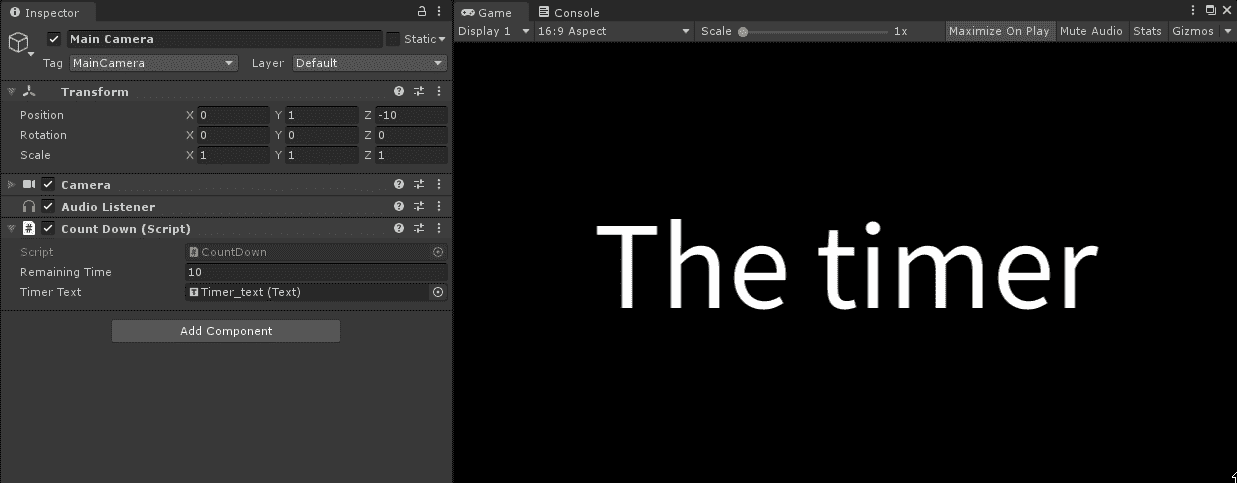 Inspector
Main Camera Static
Tag MainCamera Layer Default
Transform
Position X 0 Y 1 Z -10
Rotation X 0 Y 0 Z 0
Scale X 1 Y 1 Z 1
Camera
Audio Listener
# Count Down (Script)
Script # CountDown
Remaining Time 10
Timer Text T Timer_text (Text)
Add Component
Game Console
Display 1 16:9 Aspect Scale 1x Maximize On Play Mute Audio Stats Gizmos
The timer